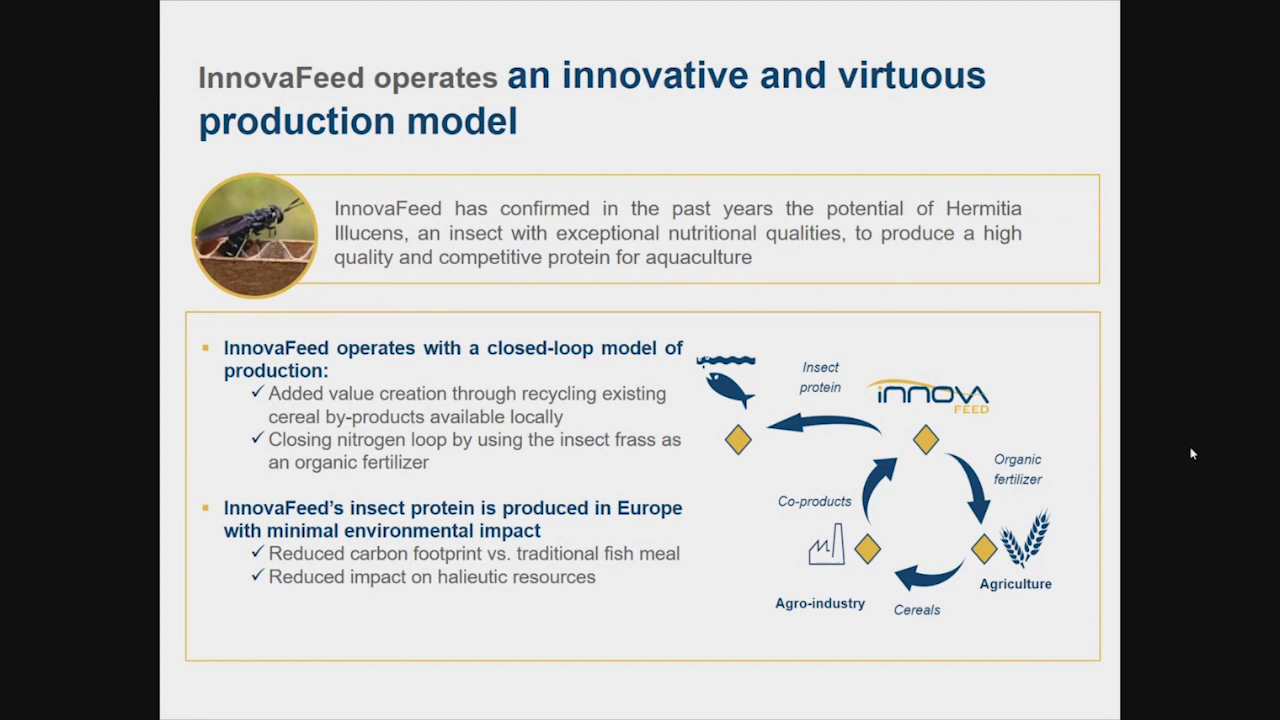 InnovaFeed operates an innovative and virtuous
production model
InnovaFeed has confirmed in the past years the potential of Hermitia
Illucens, an insect with exceptional nutritional qualities, to produce a high
quality and competitive protein for aquaculture
InnovaFeed operates with a closed-loop model of
production:
Added value creation through recycling existing
cereal by-products available locally
Closing nitrogen loop by using the insect frass as
an organic fertilizer
InnovaFeed's insect protein is produced in Europe
with minimal environmental impact
Reduced carbon footprint vs. traditional fish meal
Reduced impact on halieutic resources
Insect
protein
INNOVA
FEED
Organic
fertilizer
Co-products
Agriculture
Agro-industry
Cereals